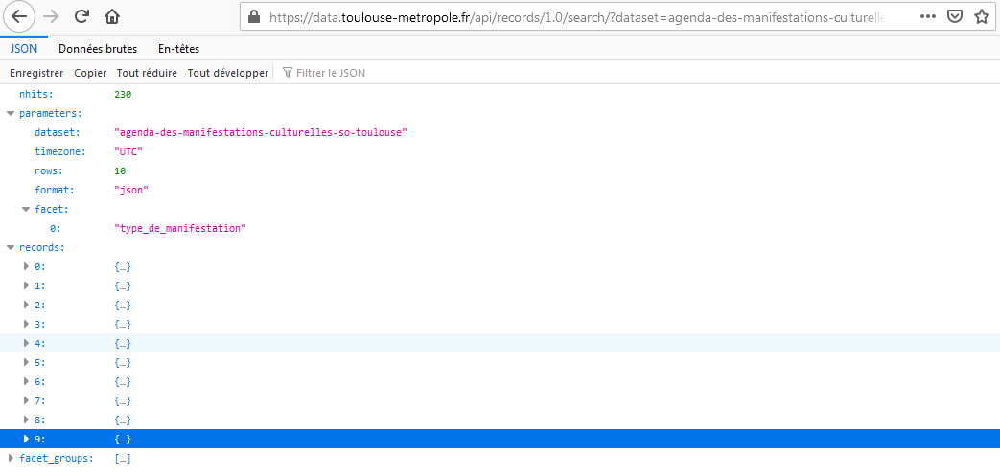 https://data.toulouse-metropole.fr/api/records/1.0/search/?dataset=agenda-des-manifestations-culturelle
JSON Données brutes En-têtes
Enregistrer Copier Tout réduire Tout développer Filtrer le JSON
nhits: 230
parameters:
dataset: "agenda-des-manifestations-culturelles-so-toulouse"
timezone: "UTC"
rows: 10
format: "json"
facet:
0: "type_de_manifestation"
records:
0: {…}
1: {…}
2: {…}
3: {…}
4: {…}
5: {…}
6: {…}
7: {…}
8: {…}
9: {…}
facet_groups: […]